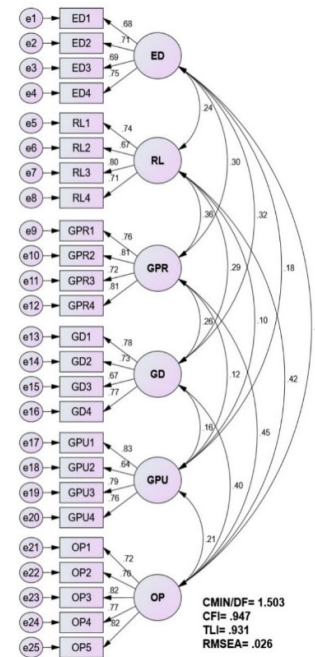 e1 ED1 .68
e2 ED2 .71
e3 ED3 .69
e4 ED4 .75
ED
e5 RL1 .74
e6 RL2 .67
e7 RL3 .80
e8 RL4 .71
RL
e9 GPR1 .76
e10 GPR2 .81
e11 GPR3 .72
e12 GPR4 .81
GPR
e13 GD1 .78
e14 GD2 .73
e15 GD3 .67
e16 GD4 .77
GD
e17 GPU1 .83
e18 GPU2 .64
e19 GPU3 .79
e20 GPU4 .76
GPU
e21 OP1 .72
e22 OP2 .70
e23 OP3 .82
e24 OP4 .77
e25 OP5 .82
OP
.24
.30
.36
.32
.29
.18
.26
.10
.12
.42
.16
.45
.40
.21
CMIN/DF= 1.503
CFI= .947
TLI= .931
RMSEA= .026